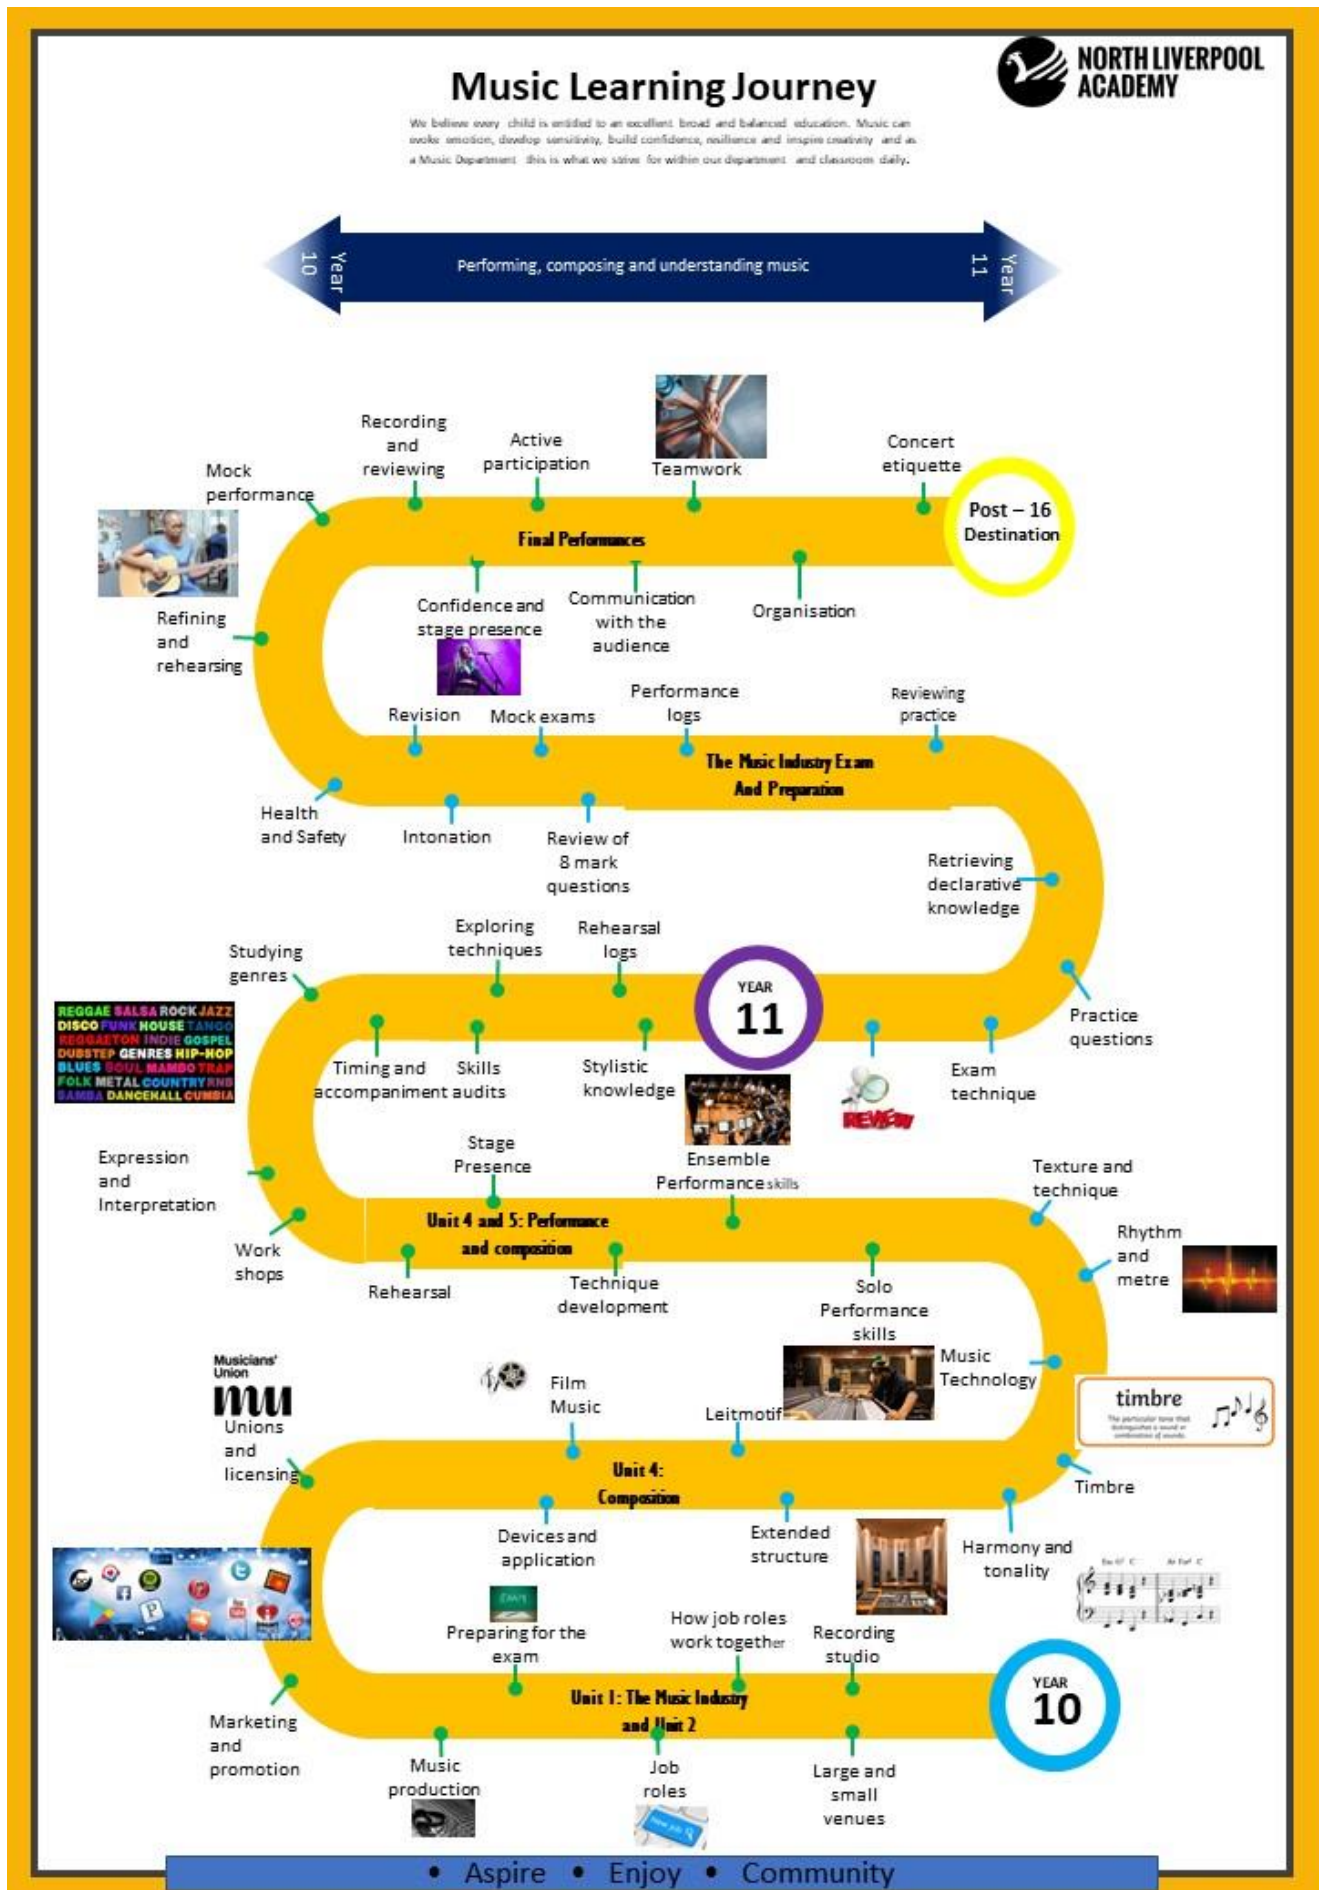 NORTH LIVERPOOL
ACADEMY
Music Learning Journey
We believe every child is entitled to an excellent broad and balanced education. Music can
evoke emotion, develop sensitivity, build confidence, resilience and inspire creativity and as
a Music Department this is what we strive for within our department and classroom daily.
Year
10
Performing, composing and understanding music
Year
11
Recording
and
reviewing
Active
participation
Teamwork
Concert
etiquette
Mock
performance
Post – 16
Destination
Final Performances
Confidence and
stage presence
Communication
with the
audience
Organisation
Refining
and
rehearsing
Revision
Mock exams
Performance
logs
Reviewing
practice
The Music Industry Exam
And Preparation
Health
and Safety
Intonation
Review of
8 mark
questions
Retrieving
declarative
knowledge
Studying
genres
Exploring
techniques
Rehearsal
logs
YEAR
11
Practice
questions
REGGAE SALSA ROCK JAZZ
DISCO FUNK HOUSE TANGO
REGGAETON INDIE GOSPEL
DUBSTEP GENRES HIP-HOP
BLUES SOUL MAMBO TRAP
FOLK METAL COUNTRY RNB
SAMBA DANCEHALL CUMBIA
Timing and
accompaniment
Skills
audits
Stylistic
knowledge
REVIEW
Exam
technique
Expression
and
Interpretation
Stage
Presence
Ensemble
Performance skills
Texture and
technique
Work
shops
Unit 4 and 5: Performance
and composition
Rhythm
and
metre
Rehearsal
Technique
development
Solo
Performance
skills
Musicians'
Union
mu
Unions
and
licensing
Film
Music
Leitmotif
Music
Technology
timbre
The particular tone that
distinguishes a sound or
combination of sounds.
Unit 4:
Composition
Timbre
Devices and
application
Extended
structure
Harmony and
tonality
Preparing for the
exam
How job roles
work together
Recording
studio
YEAR
10
Unit 1: The Music Industry
and Unit 2
Marketing
and
promotion
Music
production
Job
roles
Large and
small
venues
New job
• Aspire • Enjoy • Community